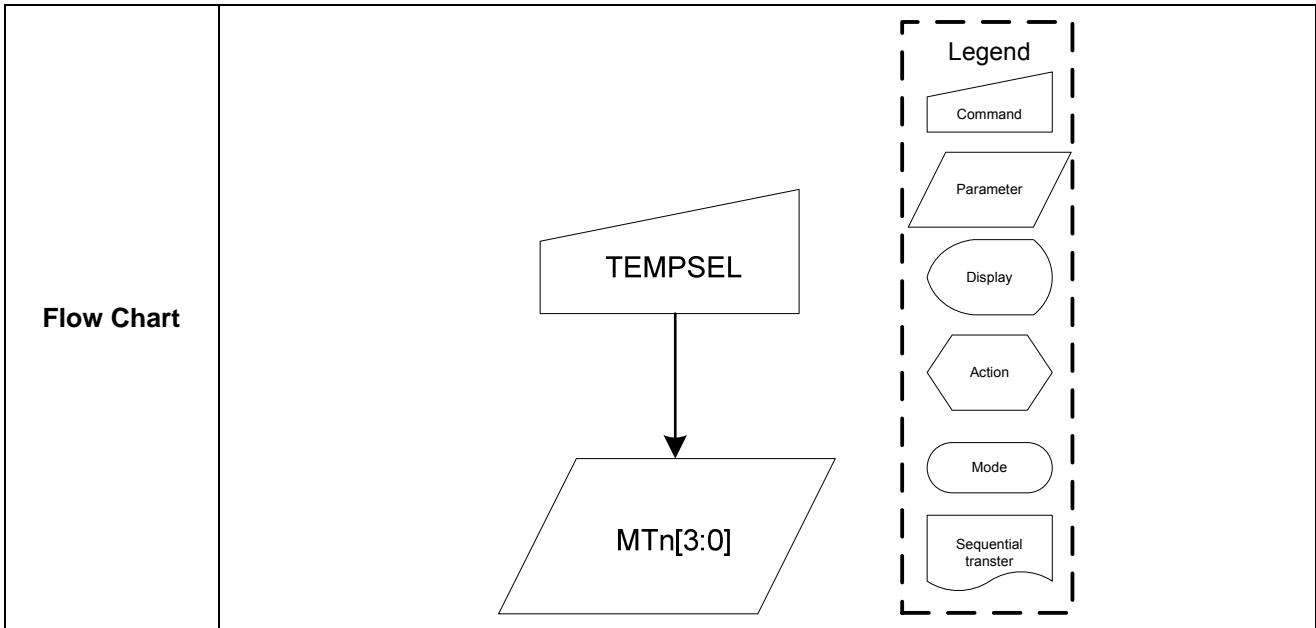 Flow Chart
TEMPSEL
MTn[3:0]
Legend
Command
Parameter
Display
Action
Mode
Sequential
transter